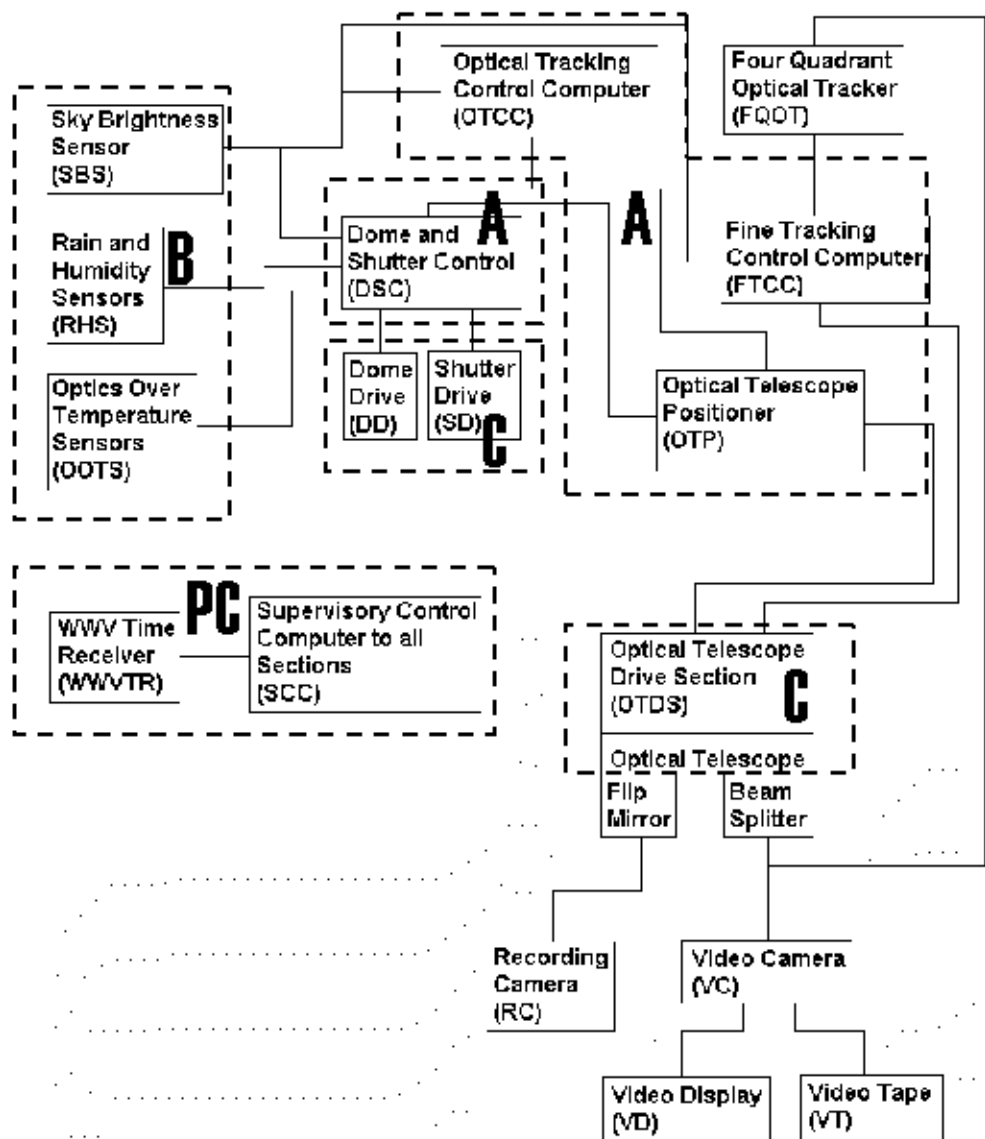 Optical Tracking
Control Computer
(OTCC)
Four Quadrant
Optical Tracker
(FQOT)
Sky Brightness
Sensor
(SBS)
Rain and
Humidity
Sensors
(RHS)
B
Optics Over
Temperature
Sensors
(OOTS)
Dome and
Shutter Control
(DSC)
A
A
Fine Tracking
Control Computer
(FTCC)
Dome
Drive
(DD)
Shutter
Drive
(SD)
C
Optical Telescope
Positioner
(OTP)
WWV Time
Receiver
(WWVTR)
PC
Supervisory Control
Computer to all
Sections
(SCC)
Optical Telescope
Drive Section
(OTDS)
C
Optical Telescope
Flip
Mirror
Beam
Splitter
Recording
Camera
(RC)
Video Camera
(VC)
Video Display
(VD)
Video Tape
(VT)